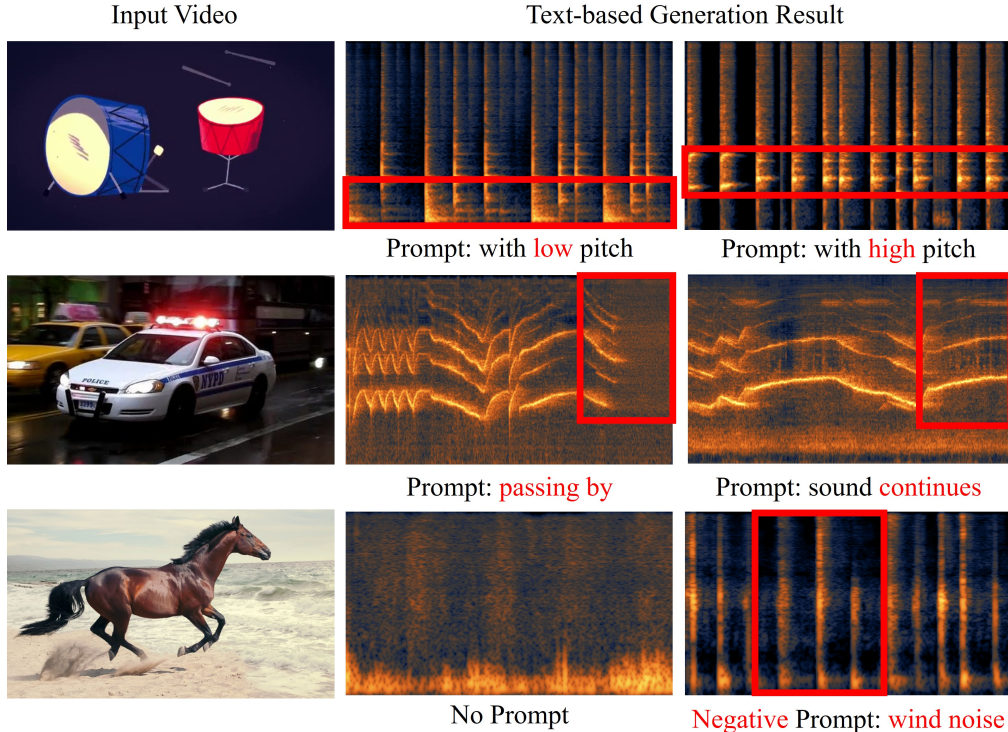 Input Video
Text-based Generation Result
Prompt: with low pitch
Prompt: with high pitch
POLICE
NYPD
Prompt: passing by
Prompt: sound continues
No Prompt
Negative Prompt: wind noise